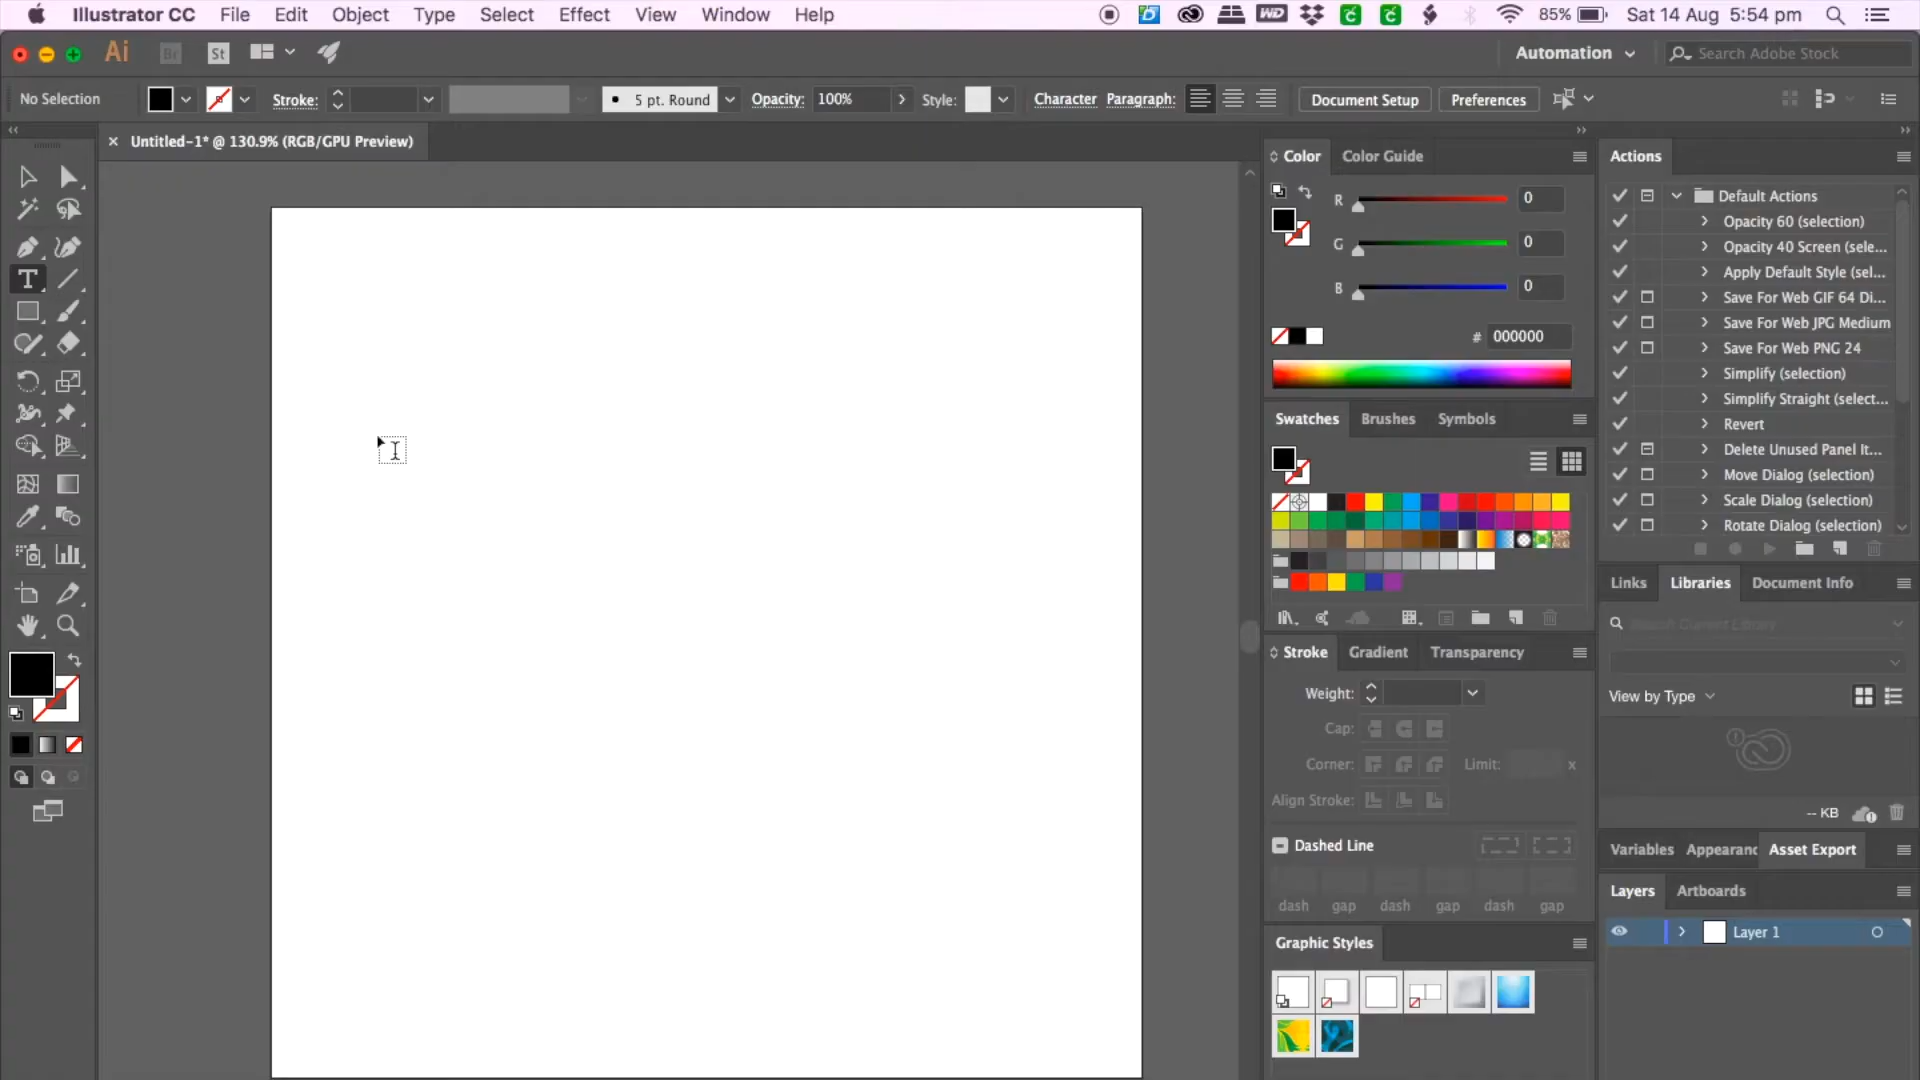 Illustrator CC File Edit Object Type Select Effect View Window Help 85% Sat 14 Aug 5:54 pm
Ai Br St Automation Search Adobe Stock
No Selection Stroke: 5 pt. Round Opacity: 100% Style: Character Paragraph: Document Setup Preferences
× Untitled-1* @ 130.9% (RGB/GPU Preview)
Color Color Guide
R 0
G 0
B 0
# 000000
Swatches Brushes Symbols
Stroke Gradient Transparency
Weight:
Cap:
Corner: Limit: x
Align Stroke:
Dashed Line
dash gap dash gap dash gap
Graphic Styles
Actions
Default Actions
Opacity 60 (selection)
Opacity 40 Screen (sele...
Apply Default Style (sel...
Save For Web GIF 64 Di...
Save For Web JPG Medium
Save For Web PNG 24
Simplify (selection)
Simplify Straight (select...
Revert
Delete Unused Panel It...
Move Dialog (selection)
Scale Dialog (selection)
Rotate Dialog (selection)
Links Libraries Document Info
Search Current Library
View by Type
-- KB
Variables Appearanc Asset Export
Layers Artboards
Layer 1